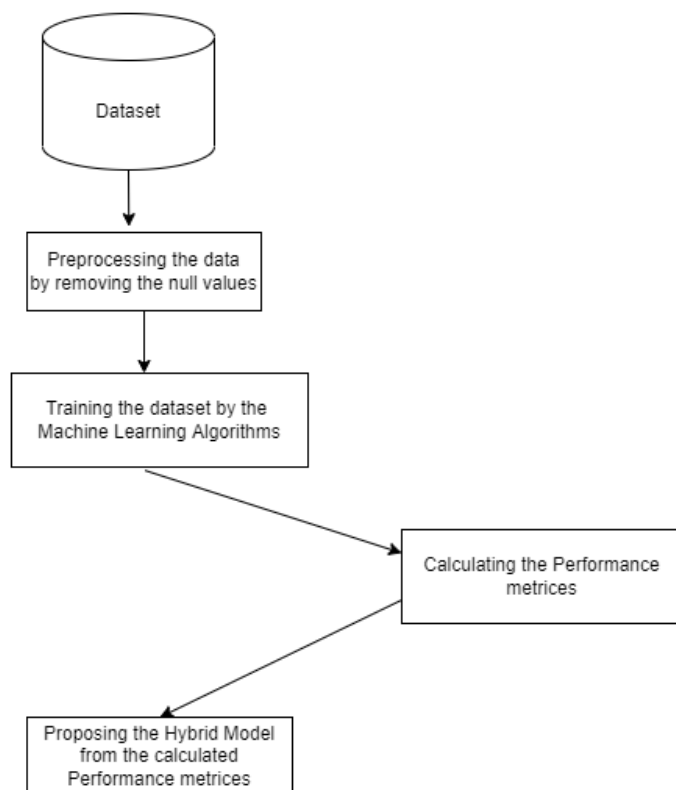 Dataset
Preprocessing the data
by removing the null values
Training the dataset by the
Machine Learning Algorithms
Calculating the Performance
metrices
Proposing the Hybrid Model
from the calculated
Performance metrices